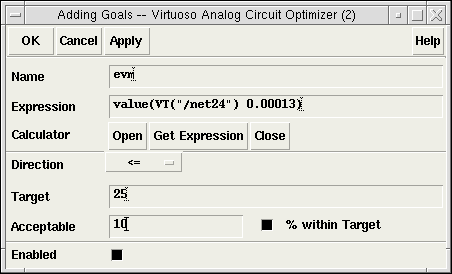 Adding Goals -- Virtuoso Analog Circuit Optimizer (2)
OK Cancel Apply Help
Name evm
Expression value(VT("/net24") 0.00013)
Calculator Open Get Expression Close
Direction <=
Target 25
Acceptable 10 % within Target
Enabled